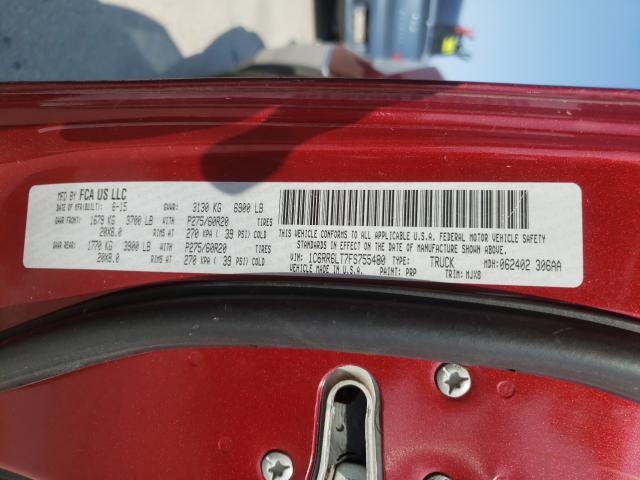 MFD BY FCA US LLC
DATE OF MFR(BUILT): 6-15 GVWR: 3130 KG 6900 LB
GAWR FRONT: 1679 KG 3700 LB WITH P275/60R20 TIRES
20X8.0 RIMS AT 270 KPA ( 39 PSI) COLD
GAWR REAR: 1770 KG 3900 LB WITH P275/60R20 TIRES
20X8.0 RIMS AT 270 KPA ( 39 PSI) COLD
THIS VEHICLE CONFORMS TO ALL APPLICABLE U.S.A. FEDERAL MOTOR VEHICLE SAFETY
STANDARDS IN EFFECT ON THE DATE OF MANUFACTURE SHOWN ABOVE.
MADE IN U.S.A.
VIN: 1C6RR6LT7FS755480 TYPE: TRUCK MDH:062402 306AA
PAINT: PRP TRIM: MJX8